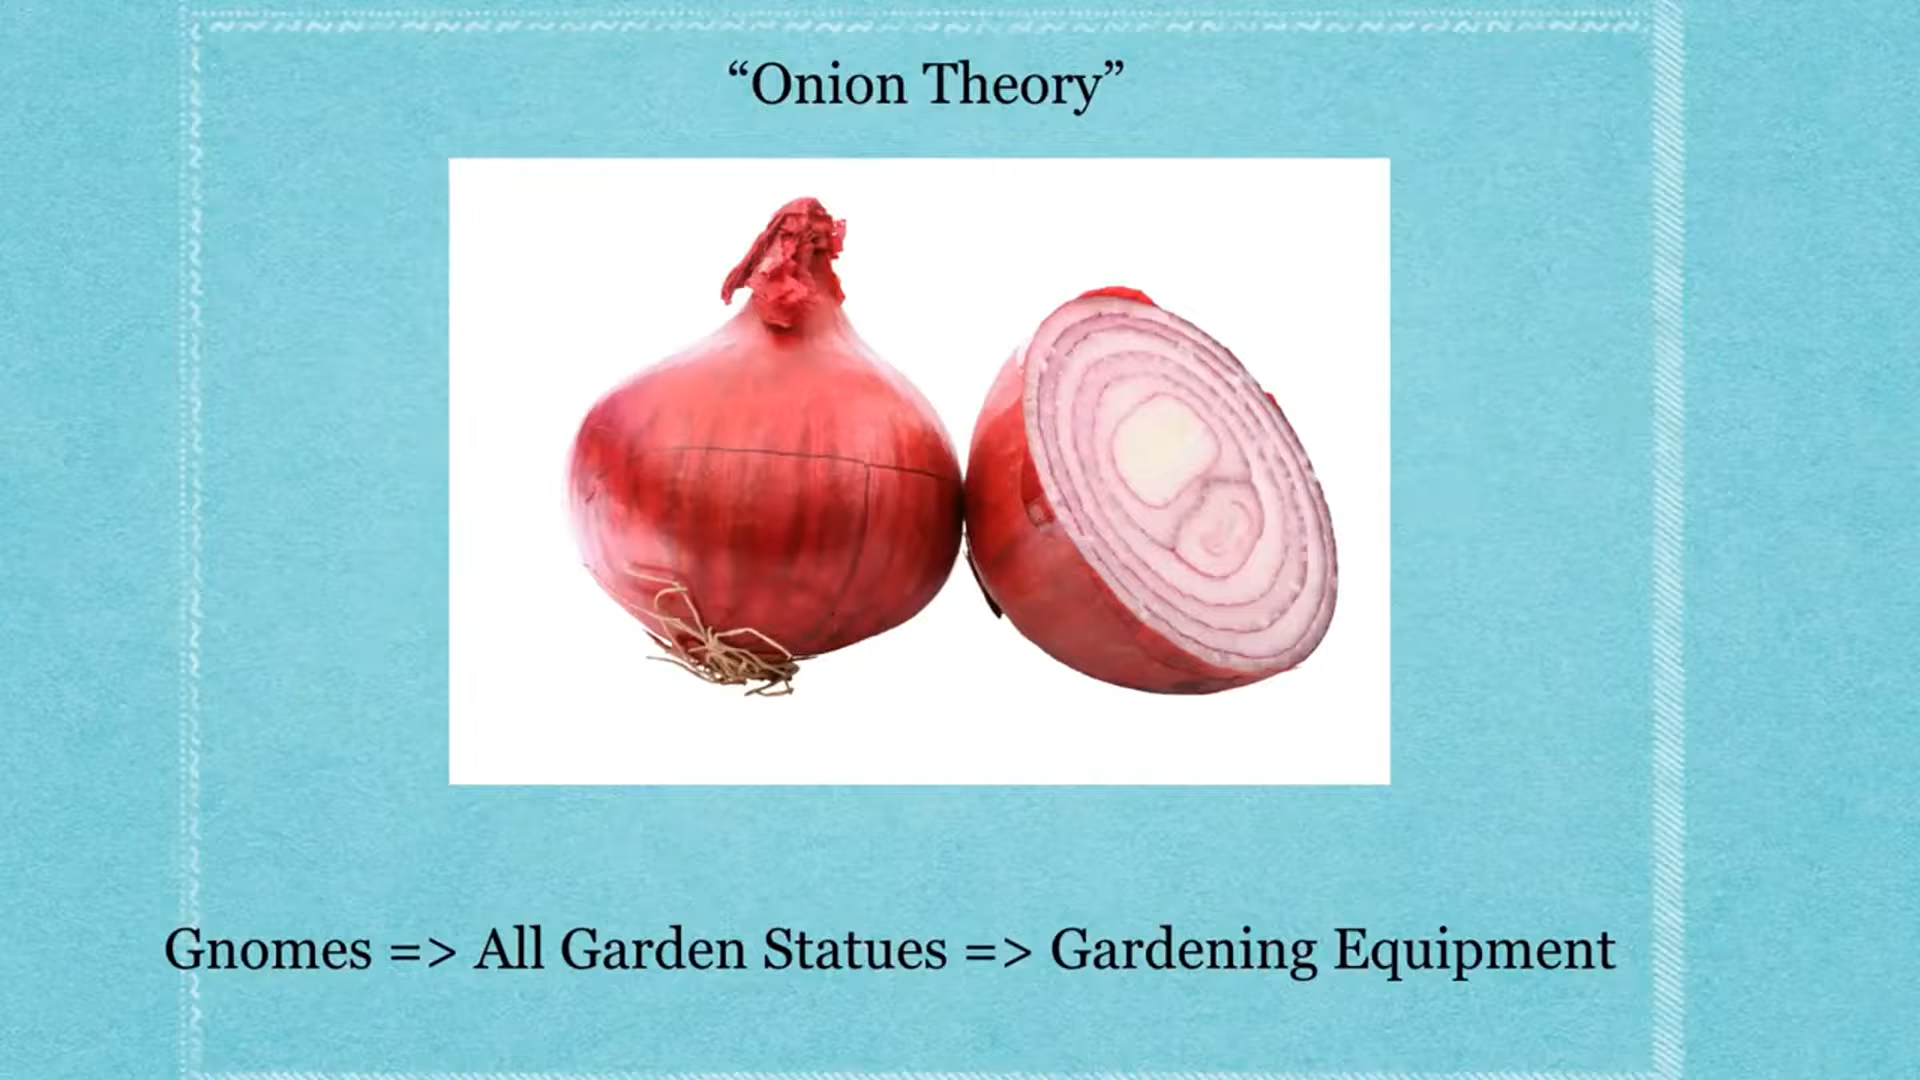 “Onion Theory”
Gnomes => All Garden Statues => Gardening Equipment